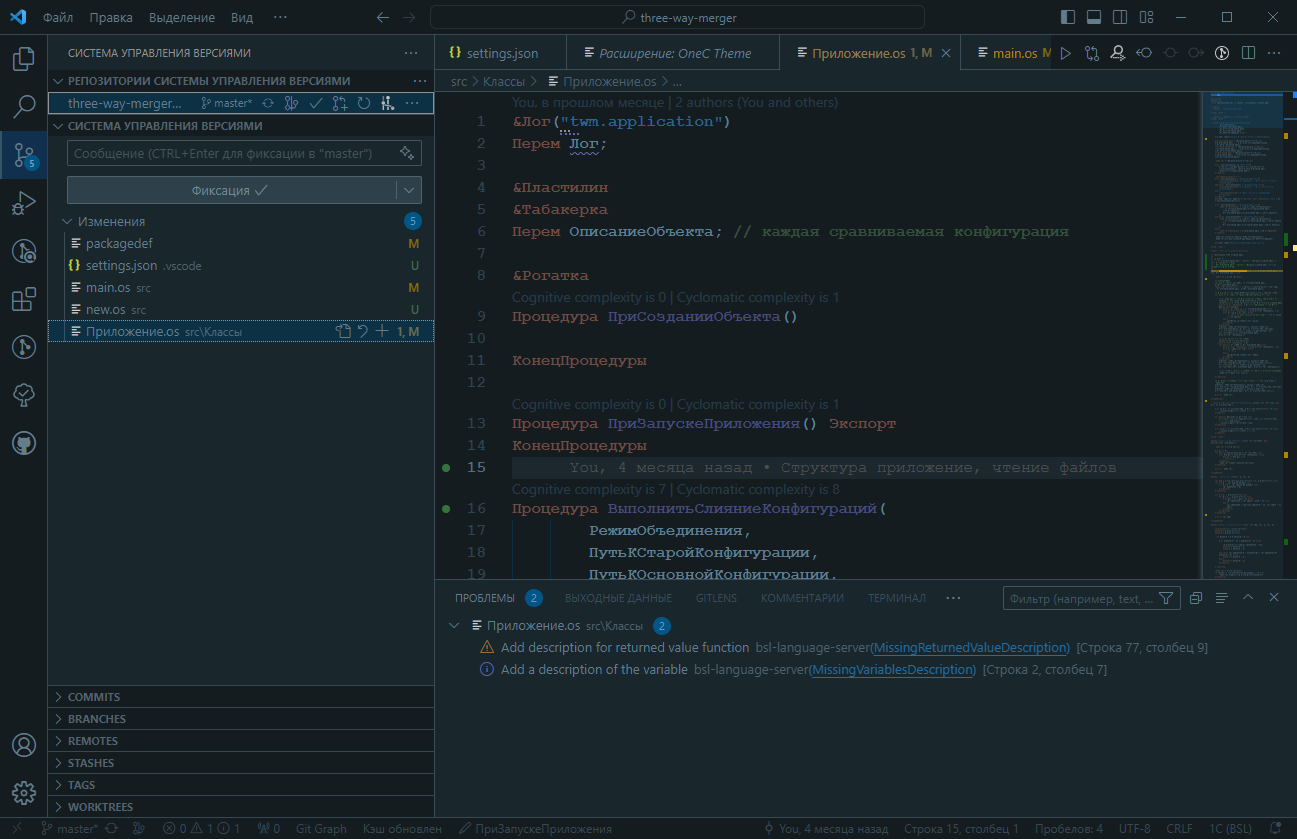 Файл Правка Выделение Вид ··· three-way-merger
СИСТЕМА УПРАВЛЕНИЯ ВЕРСИЯМИ ···
РЕПОЗИТОРИИ СИСТЕМЫ УПРАВЛЕНИЯ ВЕРСИЯМИ ···
three-way-merger... master* ···
СИСТЕМА УПРАВЛЕНИЯ ВЕРСИЯМИ
Сообщение (CTRL+Enter для фиксации в "master")
5
Фиксация
Изменения 5
packagedef M
settings.json .vscode U
main.os src M
new.os src U
Приложение.os src\Классы 1, M
COMMITS
BRANCHES
REMOTES
STASHES
TAGS
WORKTREES
{} settings.json Расширение: OneC Theme Приложение.os 1, M main.os M ···
src > Классы > Приложение.os > ...
You, в прошлом месяце | 2 authors (You and others)
1 &Лог("twm.application")
2 Перем Лог;
3
4 &Пластилин
5 &Табакерка
6 Перем ОписаниеОбъекта; // каждая сравниваемая конфигурация
7
8 &Рогатка
Cognitive complexity is 0 | Cyclomatic complexity is 1
9 Процедура ПриСозданииОбъекта()
10
11 КонецПроцедуры
12
Cognitive complexity is 0 | Cyclomatic complexity is 1
13 Процедура ПриЗапускеПриложения() Экспорт
14 КонецПроцедуры
15 You, 4 месяца назад • Структура приложение, чтение файлов
Cognitive complexity is 7 | Cyclomatic complexity is 8
16 Процедура ВыполнитьСлияниеКонфигураций(
17 РежимОбъединения,
18 ПутьКСтаройКонфигурации,
19 ПутьКОсновнойКонфигурации,
ПРОБЛЕМЫ 2 ВЫХОДНЫЕ ДАННЫЕ GITLENS КОММЕНТАРИИ ТЕРМИНАЛ ··· Фильтр (например, text, ...
Приложение.os src\Классы 2
Add description for returned value function bsl-language-server(MissingReturnedValueDescription) [Строка 77, столбец 9]
Add a description of the variable bsl-language-server(MissingVariablesDescription) [Строка 2, столбец 7]
master* 0 1 1 0 Git Graph Кэш обновлен ПриЗапускеПриложения You, 4 месяца назад Строка 15, столбец 1 Пробелов: 4 UTF-8 CRLF 1C (BSL)